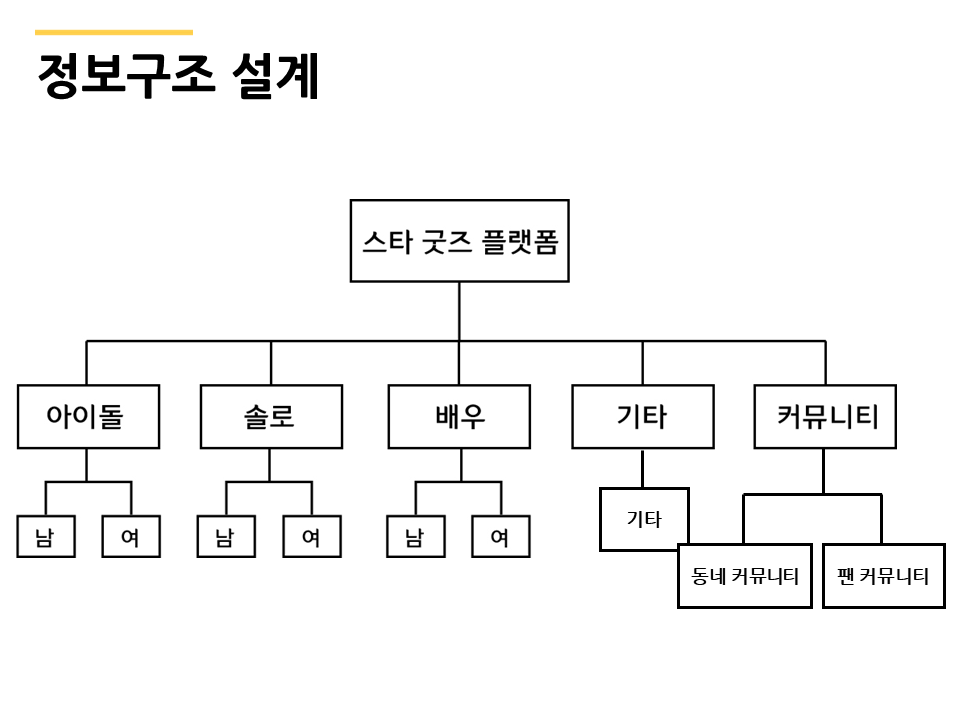 정보구조 설계
스타 굿즈 플랫폼
아이돌
솔로
배우
기타
커뮤니티
남
여
남
여
남
여
기타
동네 커뮤니티
팬 커뮤니티